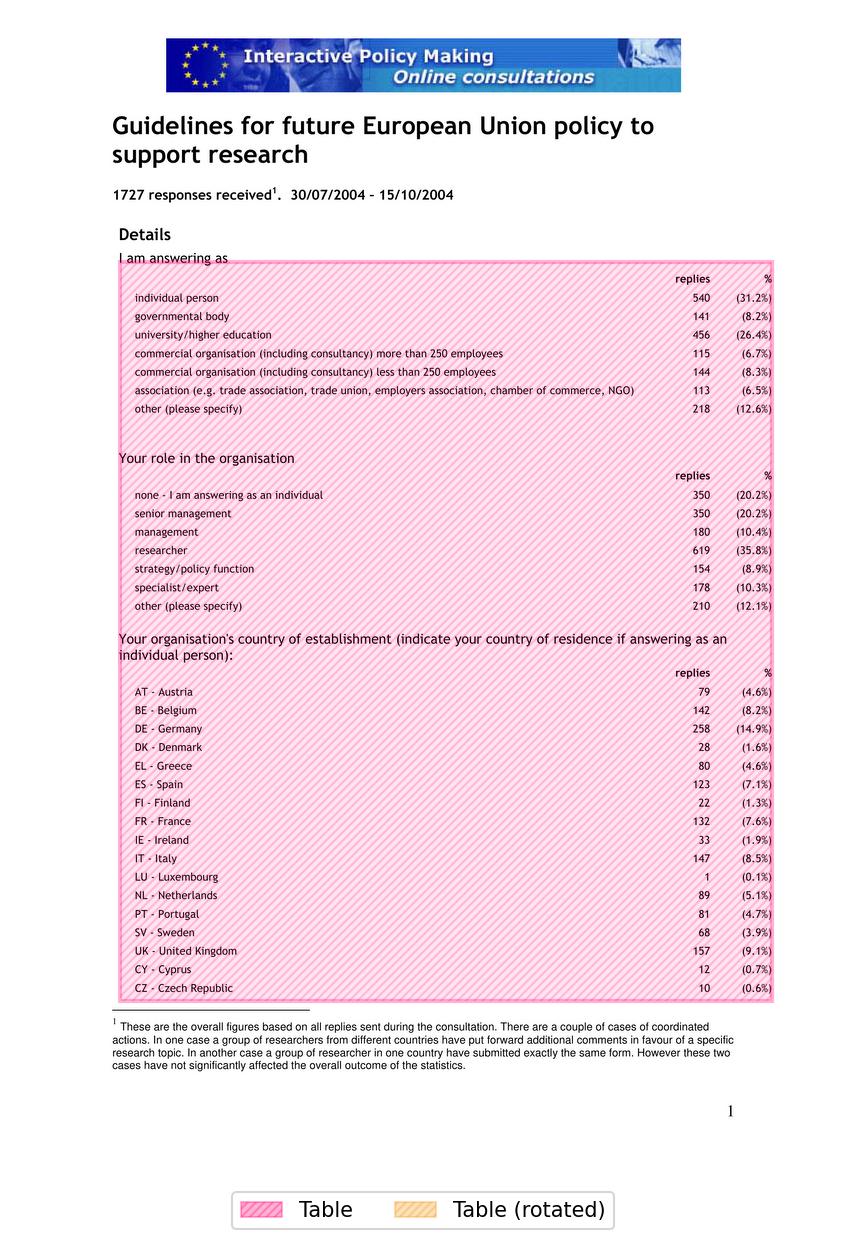 Interactive Policy Making
Online consultations
Guidelines for future European Union policy to
support research
1727 responses received1. 30/07/2004 – 15/10/2004
Details
I am answering as
replies %
individual person 540 (31.2%)
governmental body 141 (8.2%)
university/higher education 456 (26.4%)
commercial organisation (including consultancy) more than 250 employees 115 (6.7%)
commercial organisation (including consultancy) less than 250 employees 144 (8.3%)
association (e.g. trade association, trade union, employers association, chamber of commerce, NGO) 113 (6.5%)
other (please specify) 218 (12.6%)
Your role in the organisation
replies %
none - I am answering as an individual 350 (20.2%)
senior management 350 (20.2%)
management 180 (10.4%)
researcher 619 (35.8%)
strategy/policy function 154 (8.9%)
specialist/expert 178 (10.3%)
other (please specify) 210 (12.1%)
Your organisation's country of establishment (indicate your country of residence if answering as an
individual person):
replies %
AT - Austria 79 (4.6%)
BE - Belgium 142 (8.2%)
DE - Germany 258 (14.9%)
DK - Denmark 28 (1.6%)
EL - Greece 80 (4.6%)
ES - Spain 123 (7.1%)
FI - Finland 22 (1.3%)
FR - France 132 (7.6%)
IE - Ireland 33 (1.9%)
IT - Italy 147 (8.5%)
LU - Luxembourg 1 (0.1%)
NL - Netherlands 89 (5.1%)
PT - Portugal 81 (4.7%)
SV - Sweden 68 (3.9%)
UK - United Kingdom 157 (9.1%)
CY - Cyprus 12 (0.7%)
CZ - Czech Republic 10 (0.6%)
1 These are the overall figures based on all replies sent during the consultation. There are a couple of cases of coordinated
actions. In one case a group of researchers from different countries have put forward additional comments in favour of a specific
research topic. In another case a group of researcher in one country have submitted exactly the same form. However these two
cases have not significantly affected the overall outcome of the statistics.
1
Table Table (rotated)